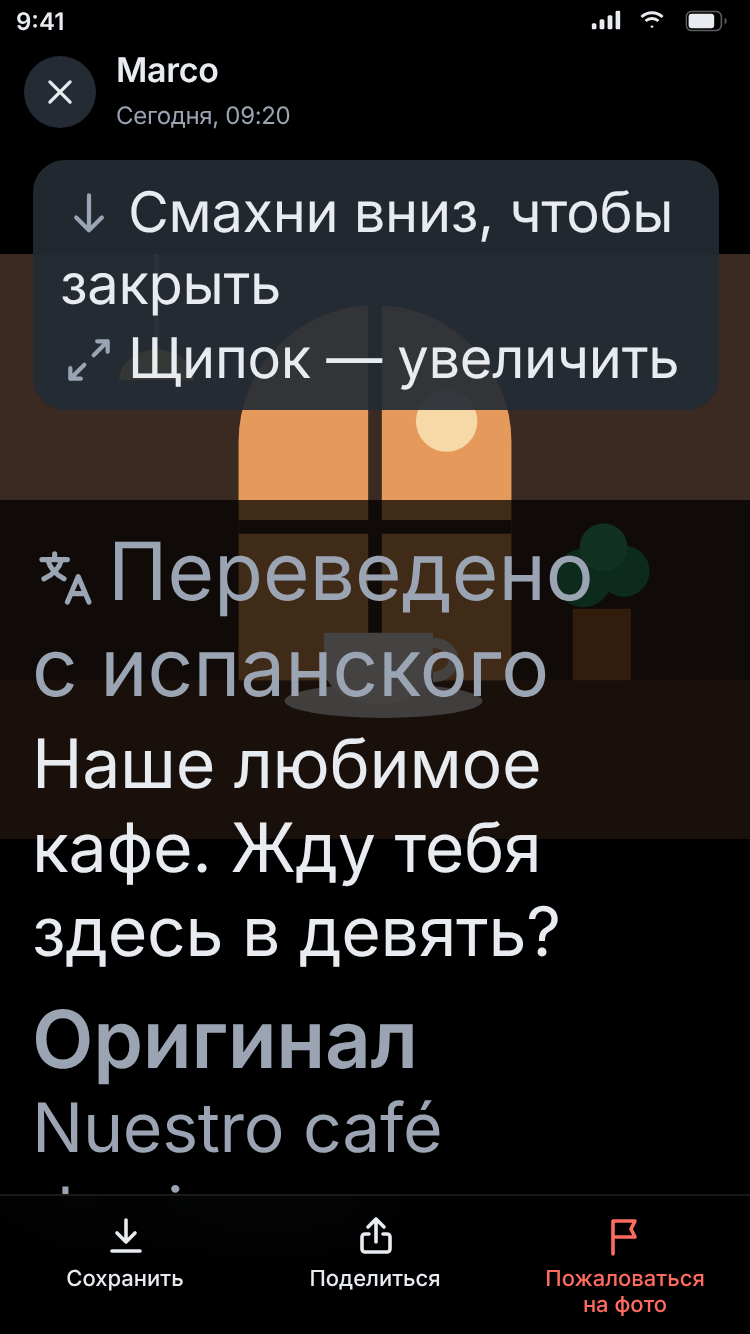 9:41
Marco
Сегодня, 09:20
Смахни вниз, чтобы
закрыть
Щипок — увеличить
Переведено
с испанского
Наше любимое
кафе. Жду тебя
здесь в девять?
Оригинал
Nuestro café
Сохранить
Поделиться
Пожаловаться
на фото